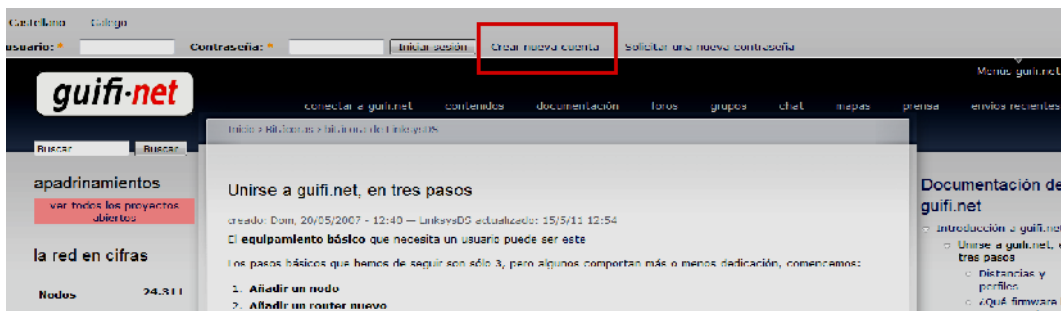 Castellano Galego
usuario: * Contraseña: * Iniciar sesión Crear nueva cuenta Solicitar una nueva contraseña
Menús guifi.net
guifi·net
conectar a guifi.net contenidos documentación foros grupos chat mapas prensa envíos recientes
Inicio > Bitácoras > bitácora de LinksysDS
Buscar Buscar
apadrinamientos
ver todos los proyectos
abiertos
la red en cifras
Nodos 24.311
Unirse a guifi.net, en tres pasos
creado: Dom, 20/05/2007 - 12:40 — LinksysDS actualizado: 15/5/11 12:54
El equipamiento básico que necesita un usuario puede ser este
Los pasos básicos que hemos de seguir son sólo 3, pero algunos comportan más o menos dedicación, comencemos:
1. Añadir un nodo
2. Añadir un router nuevo
Documentación de
guifi.net
Introducción a guifi.net
Unirse a guifi.net, e
tres pasos
Distancias y
perfiles
¿Qué firmware